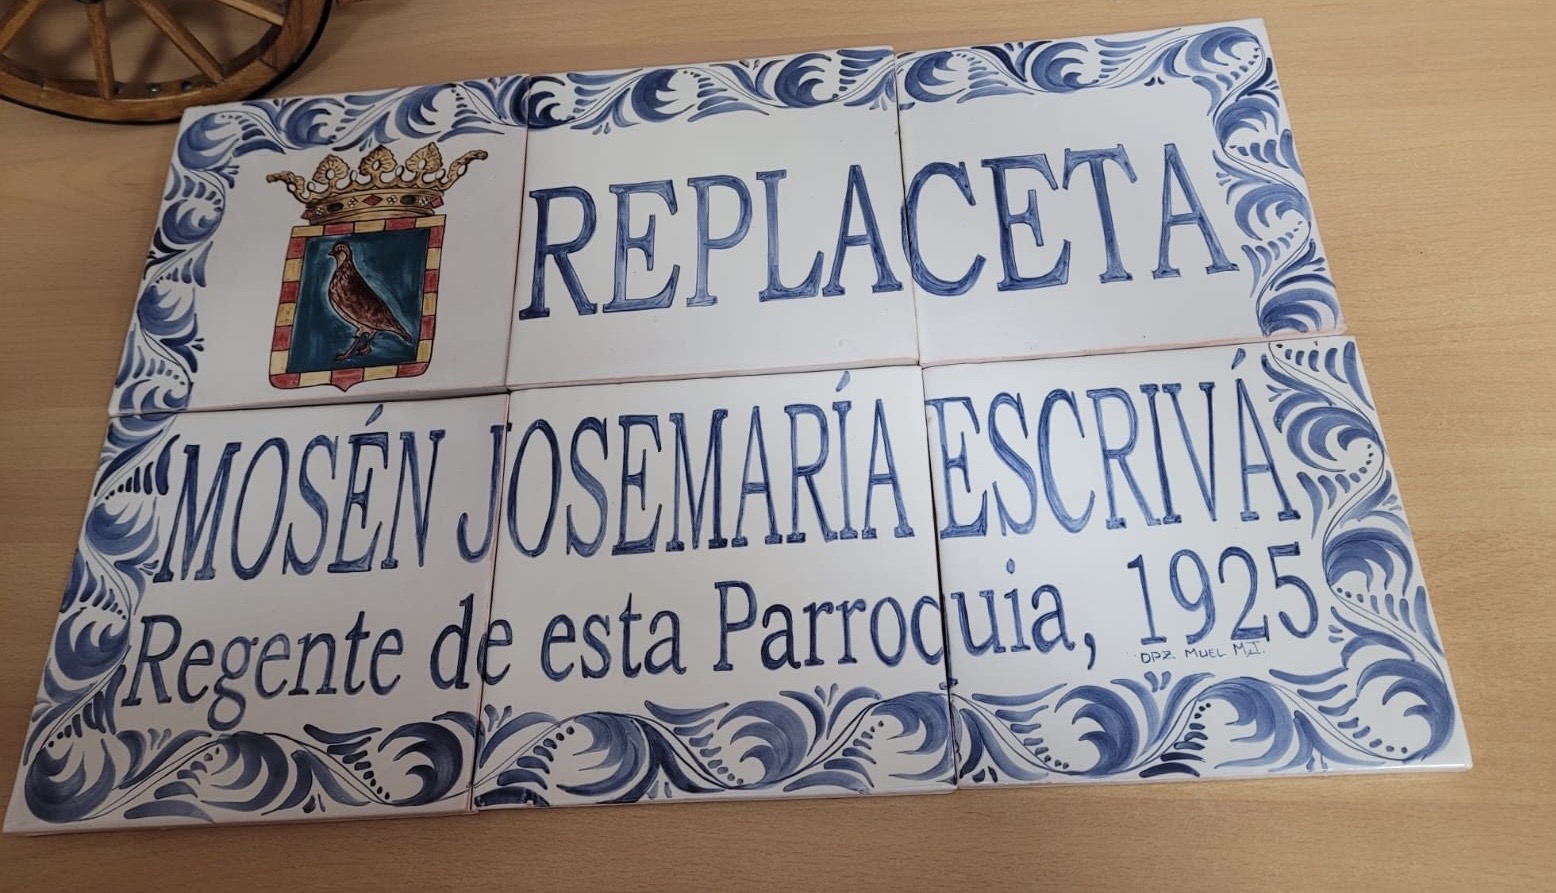 REPLACETA
MOSÉN JOSEMARÍA ESCRIVÁ
Regente de esta Parroquia, 1925
DPZ MUEL M.J.